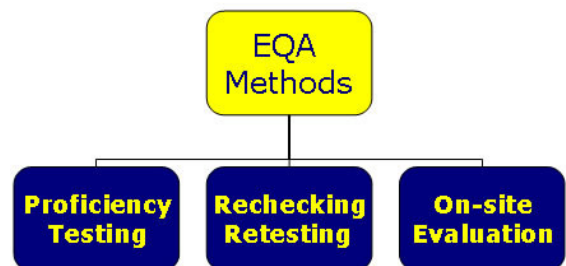 EQA
Methods
Proficiency
Testing
Rechecking
Retesting
On-site
Evaluation